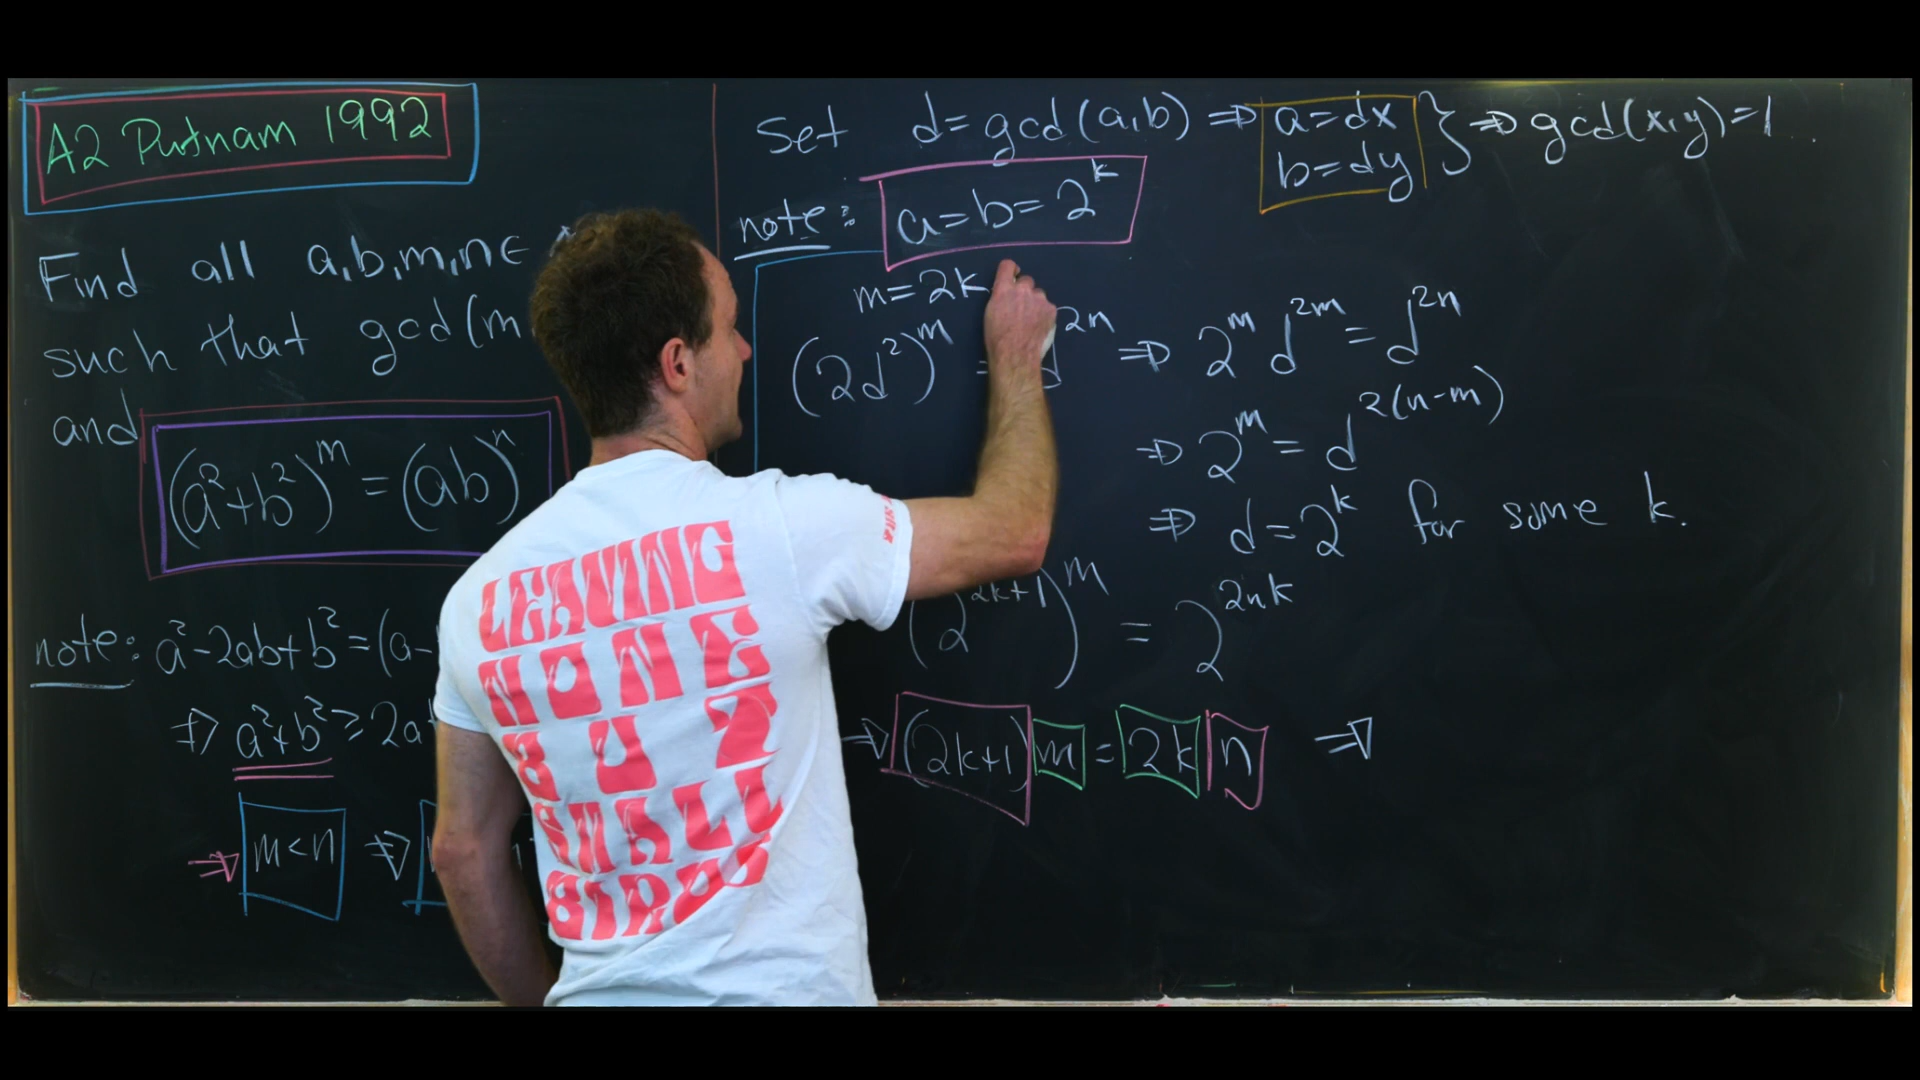 A2 Putnam 1992
Find all a,b,m,n∈
such that gcd(m
and
(a²+b²)^m = (ab)^n
note: a²-2ab+b²=(a-
⇒ a²+b² ≥ 2a
⇒ m<n ⇒
Set d=gcd(a,b) ⇒ a=dx
b=dy } ⇒ gcd(x,y)=1
note: a=b=2^k
m=2k
(2d²)^m = d^2n ⇒ 2^m d^2m = d^2n
⇒ 2^m = d^2(n-m)
⇒ d=2^k for some k.
(2^2k+1)^m = 2^2nk
⇒ (2k+1)m = 2k n ⇒
LEAVING
NONE
BUT
SMALL
BIRDS